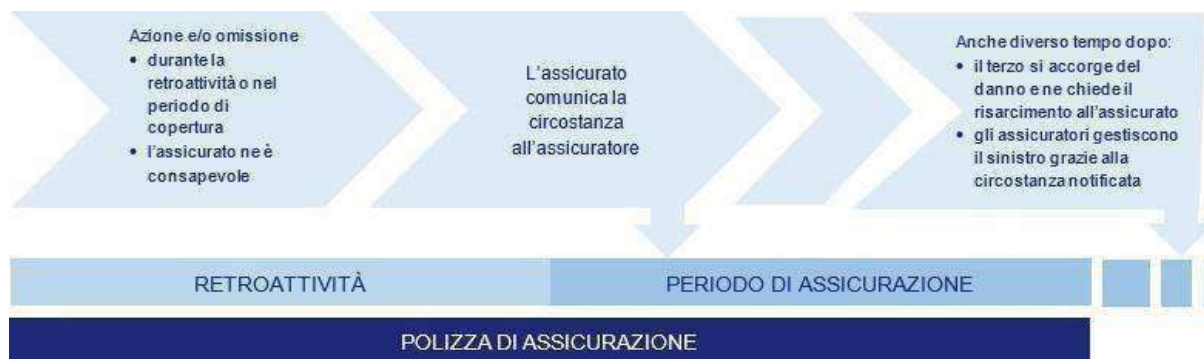 Azione e/o omissione
• durante la
retroattività o nel
periodo di
copertura
• l'assicurato ne è
consapevole
L'assicurato
comunica la
circostanza
all'assicuratore
Anche diverso tempo dopo:
• il terzo si accorge del
danno e ne chiede il
risarcimento all'assicurato
• gli assicuratori gestiscono
il sinistro grazie alla
circostanza notificata
RETROATTIVITÀ
PERIODO DI ASSICURAZIONE
POLIZZA DI ASSICURAZIONE